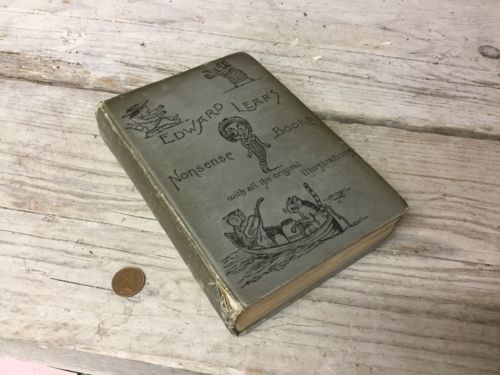 EDWARD LEAR'S
Nonsense Books
with all the original illustrations